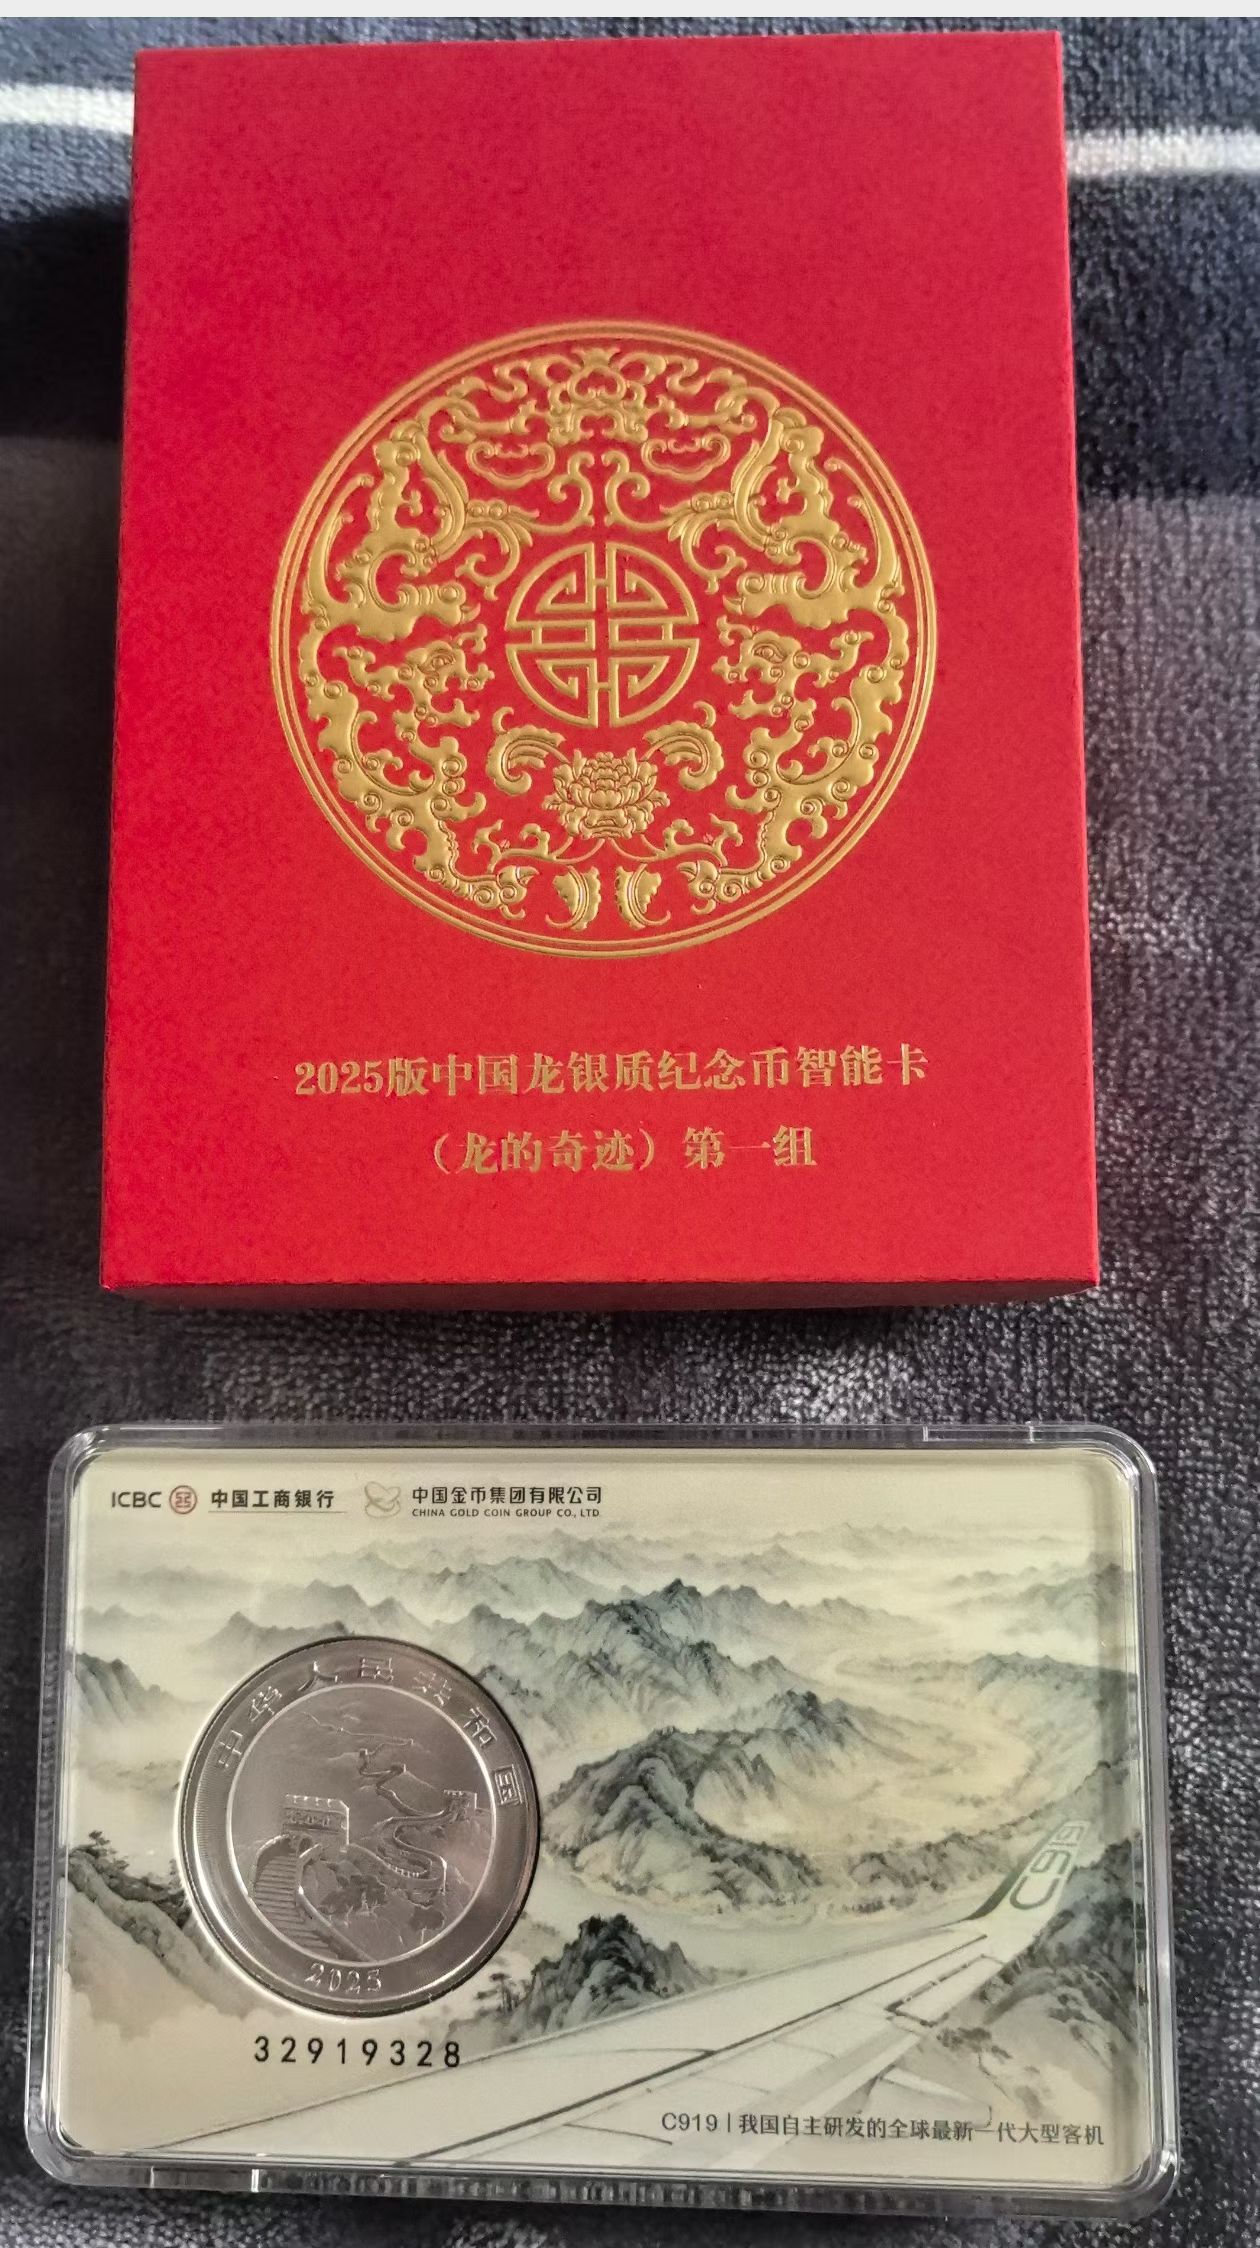 2025版中国龙银质纪念币智能卡
（龙的奇迹）第一组
ICBC 中国工商银行 中国金币集团有限公司
CHINA GOLD COIN GROUP CO., LTD.
中华人民共和国
2025
32919328
C919
C919 | 我国自主研发的全球最新一代大型客机